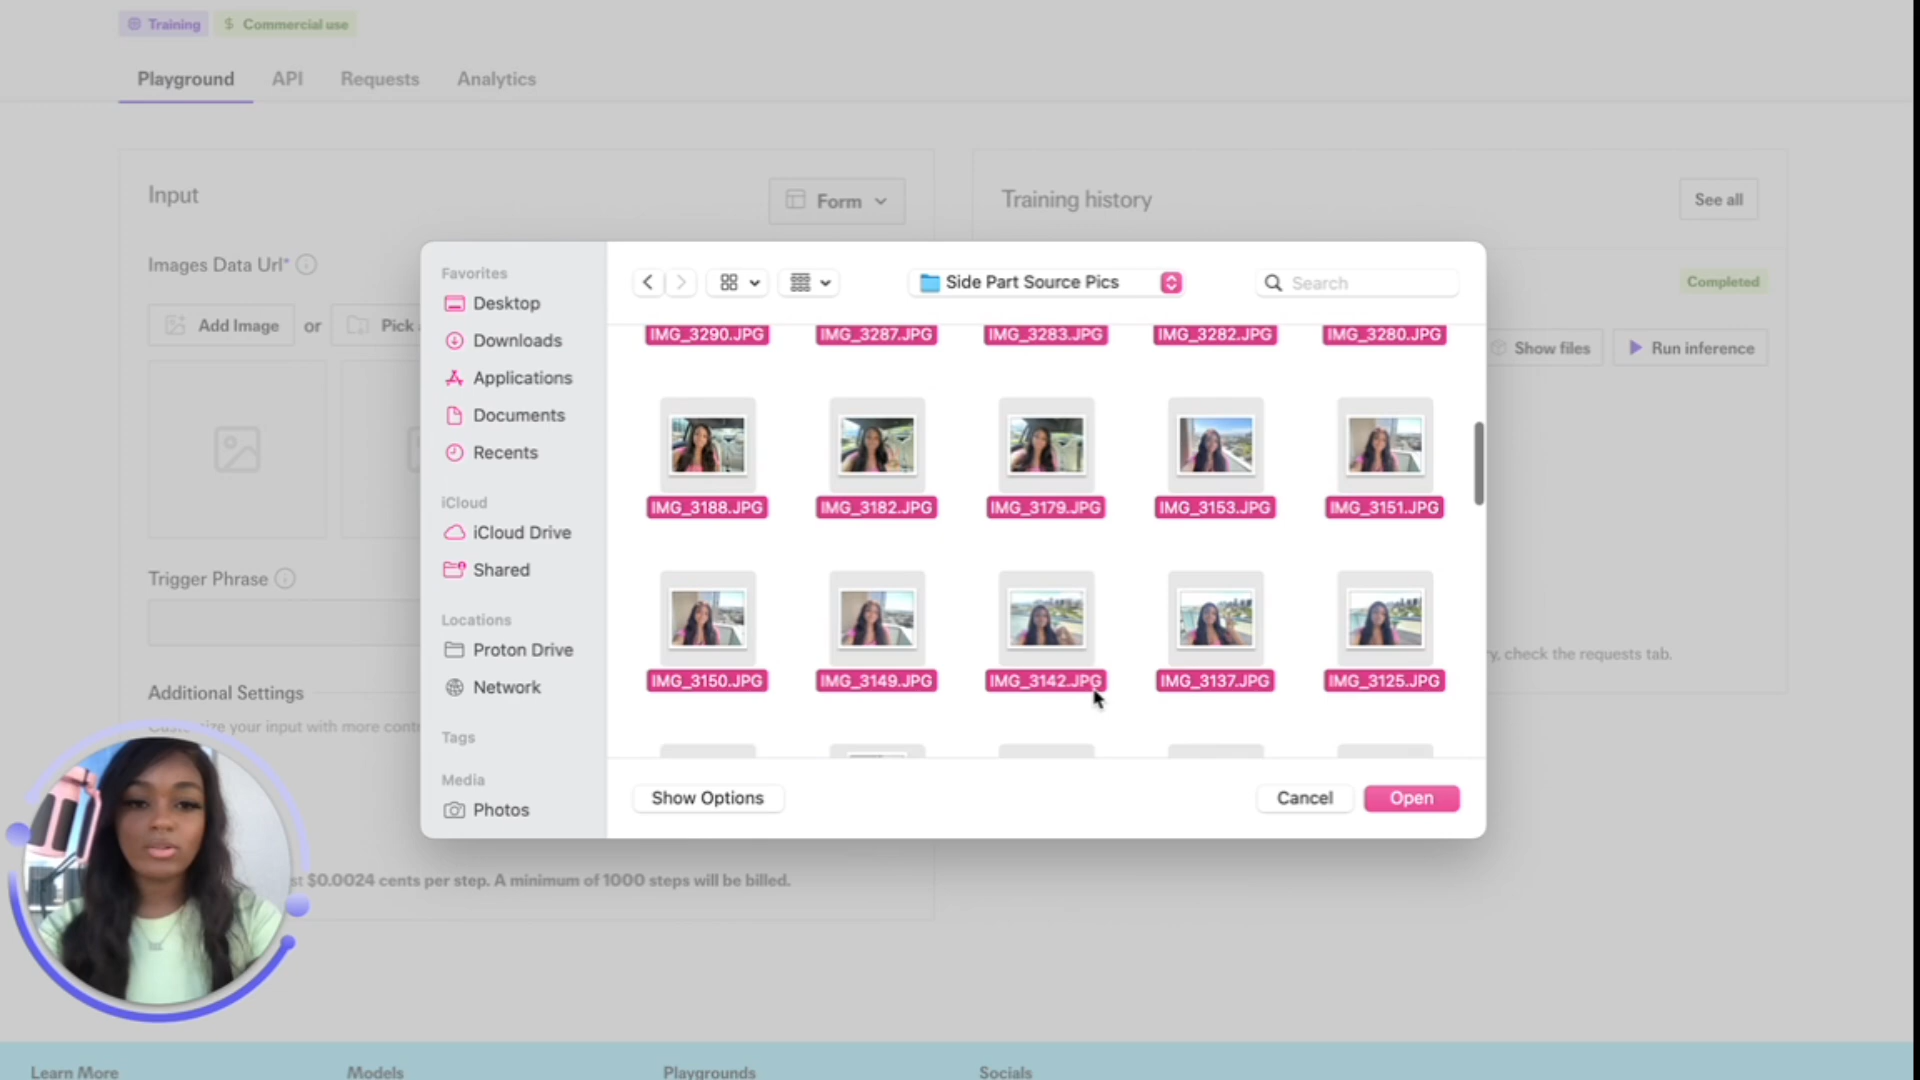 Training
$ Commercial use
Playground
API
Requests
Analytics
Input
Form
Training history
See all
Images Data Url*
Add Image
or
Pick
Completed
Show files
Run inference
Trigger Phrase
Additional Settings
your input with more
$0.0024 cents per step. A minimum of 1000 steps will be billed.
check the requests tab.
Favorites
Desktop
Downloads
Applications
Documents
Recents
iCloud
iCloud Drive
Shared
Locations
Proton Drive
Network
Tags
Media
Photos
Side Part Source Pics
Search
IMG_3290.JPG
IMG_3287.JPG
IMG_3283.JPG
IMG_3282.JPG
IMG_3280.JPG
IMG_3188.JPG
IMG_3182.JPG
IMG_3179.JPG
IMG_3153.JPG
IMG_3151.JPG
IMG_3150.JPG
IMG_3149.JPG
IMG_3142.JPG
IMG_3137.JPG
IMG_3125.JPG
Show Options
Cancel
Open
Learn More
Models
Playgrounds
Socials